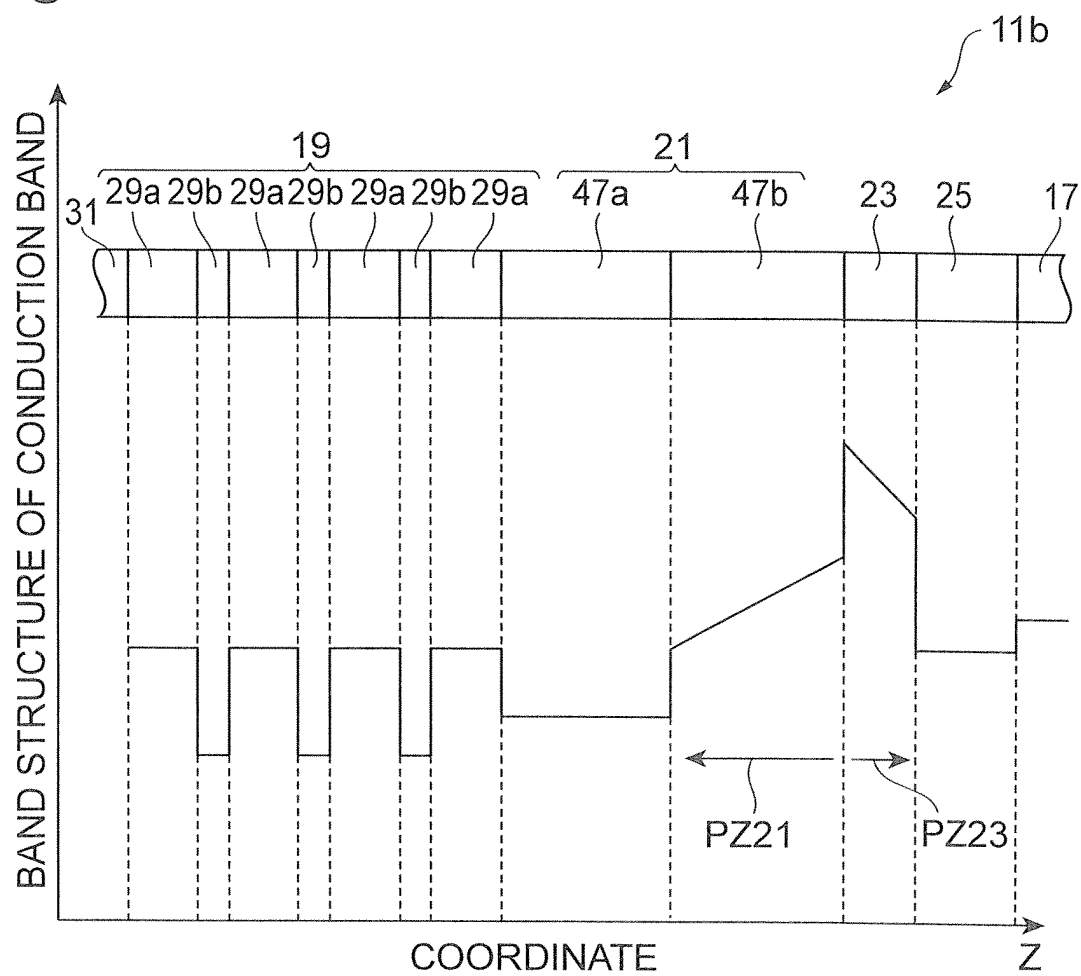 11b
BAND STRUCTURE OF CONDUCTION BAND
19
21
31
29a 29b 29a 29b 29a 29b 29a
47a
47b
23
25
17
PZ21
PZ23
COORDINATE
Z